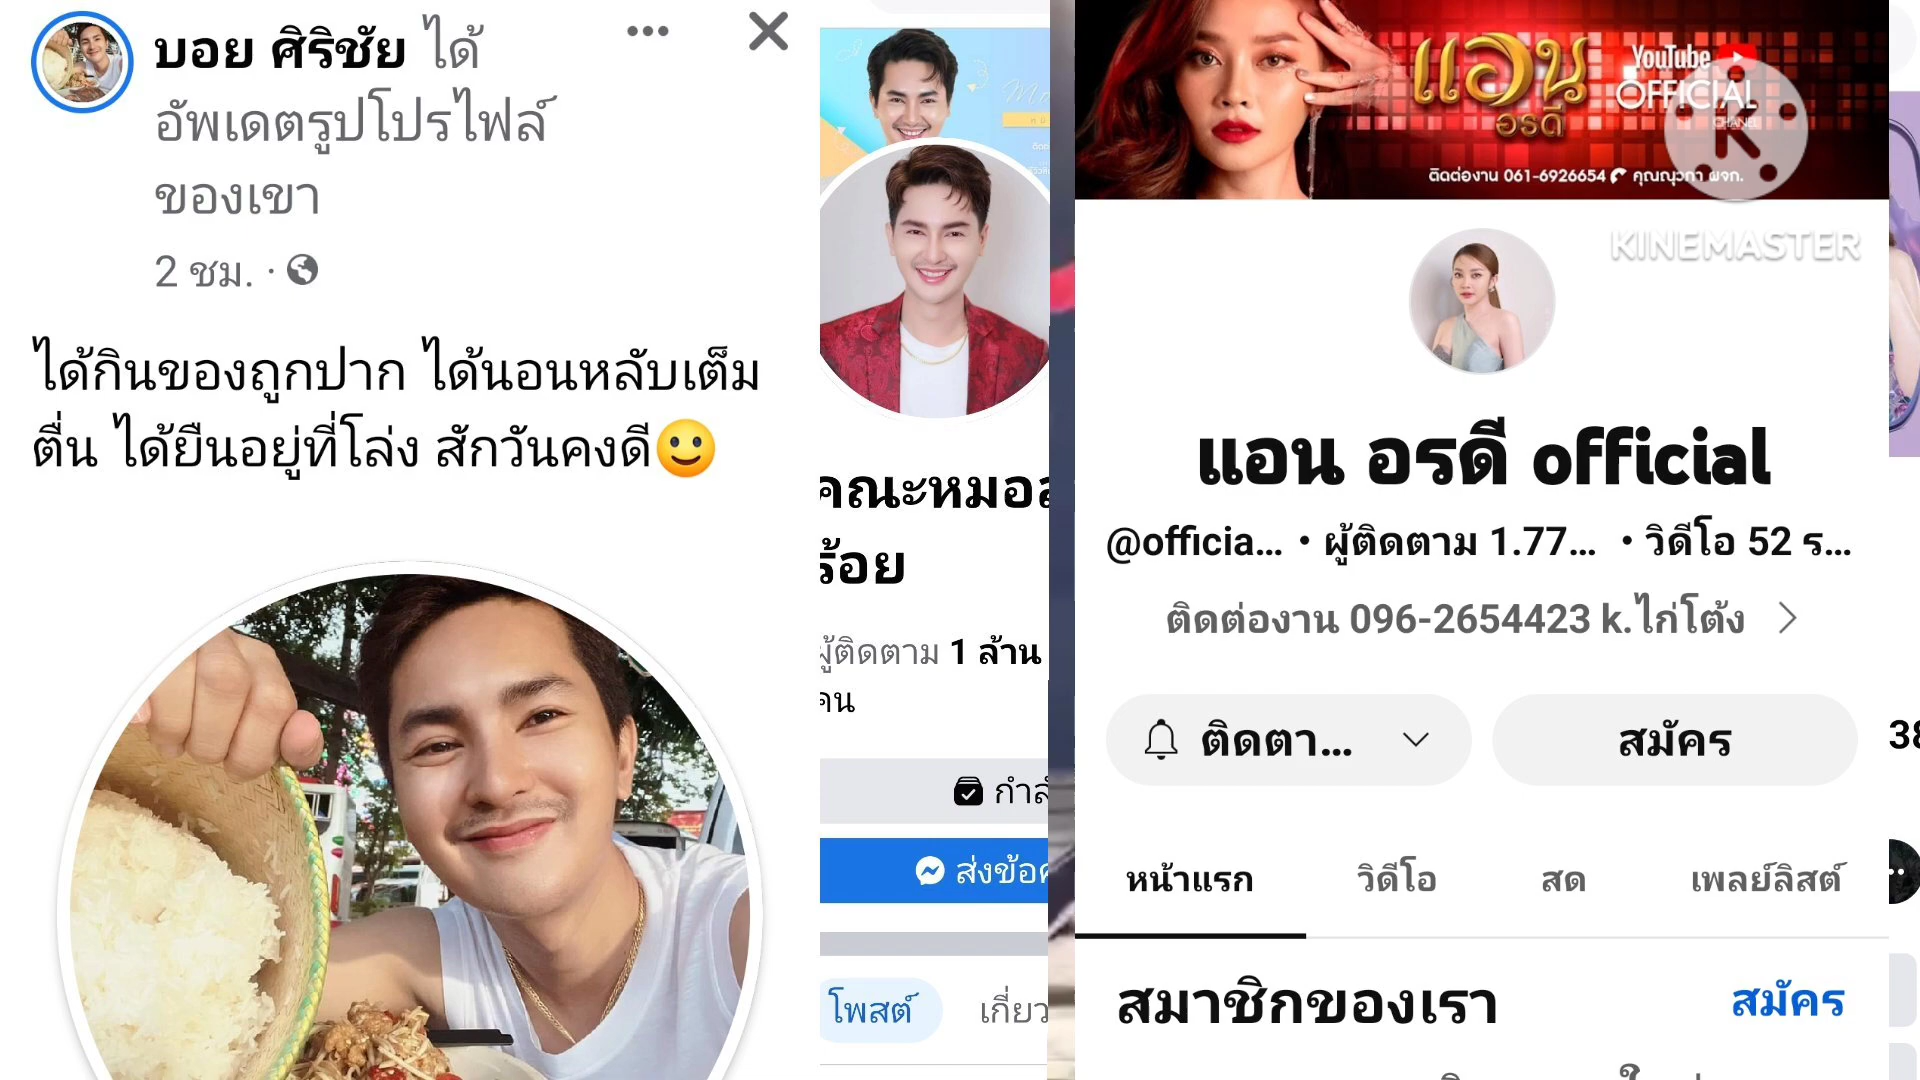 บอย ศิริชัย ได้
อัพเดตรูปโปรไฟล์
ของเขา
2 ชม. ·
ได้กินของถูกปาก ได้นอนหลับเต็ม
ตื่น ได้ยืนอยู่ที่โล่ง สักวันคงดี🙂
คณะหมอล
ร้อย
ผู้ติดตาม 1 ล้าน
คน
กำลั
ส่งข้อค
โพสต์ เกี่ยว
แอน
อรดี
YouTube
OFFICIAL
CHANEL
ติดต่องาน 061-6926654 คุณณุวกา ผจก.
KINEMASTER
แอน อรดี official
@officia... • ผู้ติดตาม 1.77... • วิดีโอ 52 ร...
ติดต่องาน 096-2654423 k.ไก่โต้ง >
ติดตา... สมัคร
หน้าแรก วิดีโอ สด เพลย์ลิสต์
สมาชิกของเรา สมัคร
38